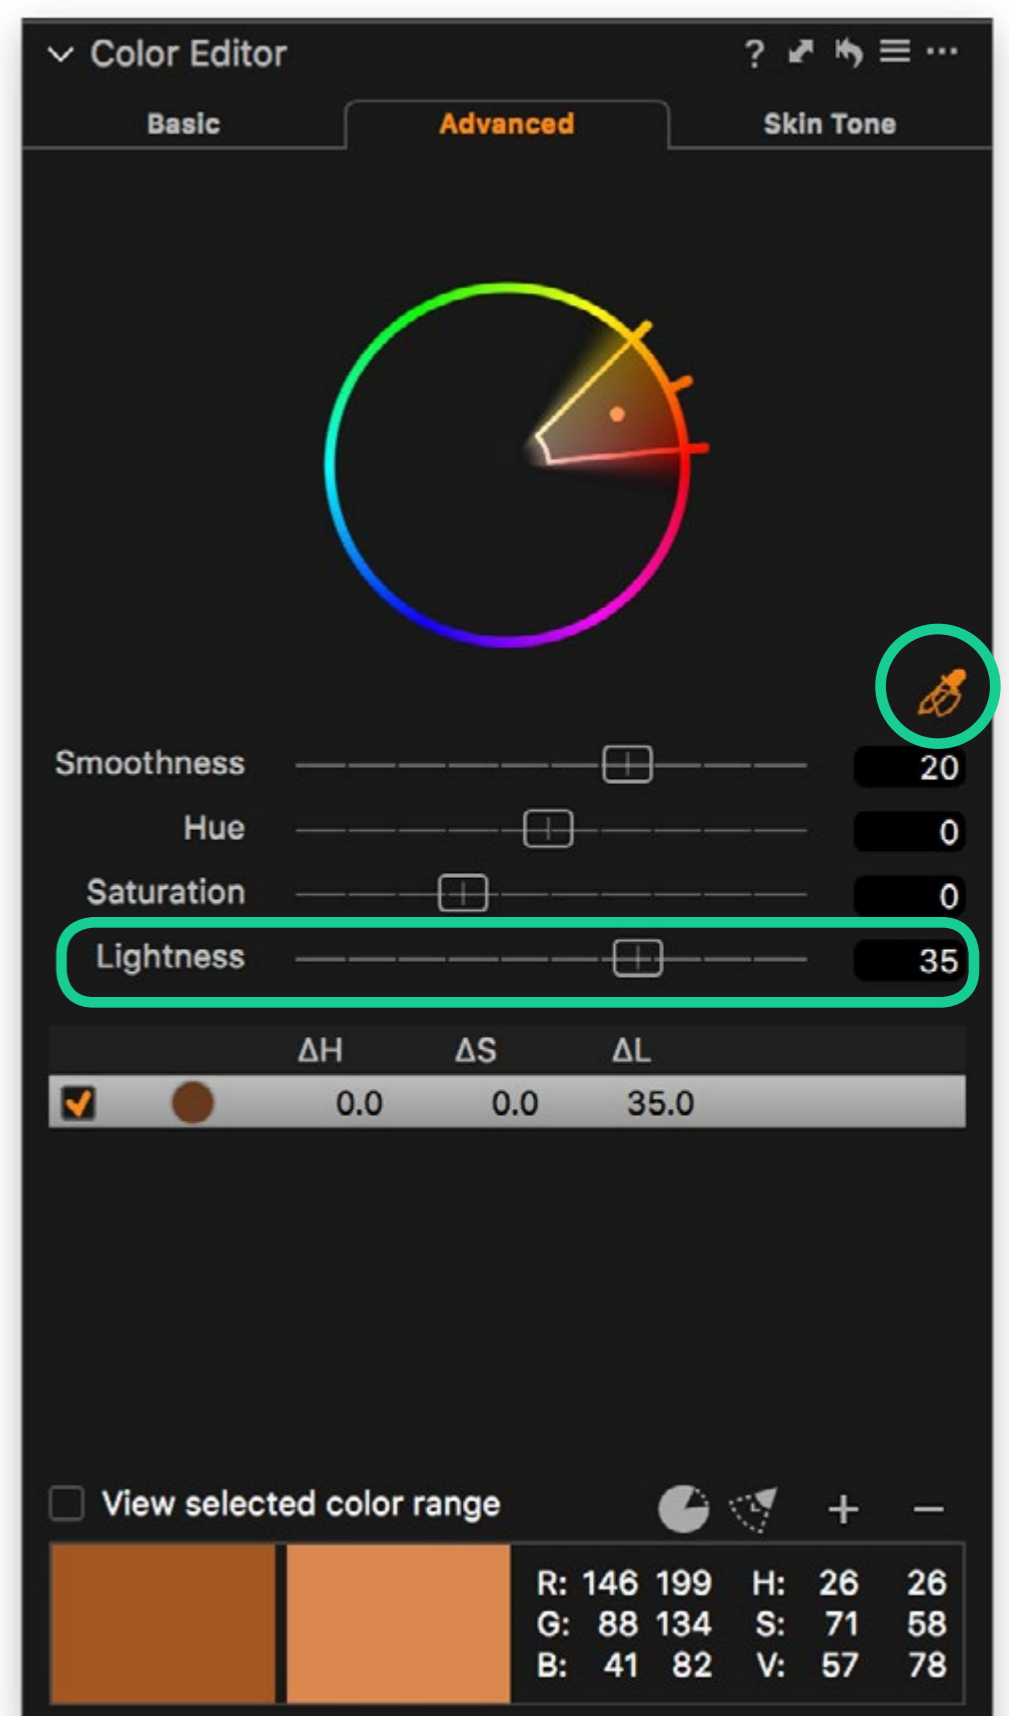 Color Editor ? ...
Basic Advanced Skin Tone
Smoothness 20
Hue 0
Saturation 0
Lightness 35
ΔH ΔS ΔL
0.0 0.0 35.0
View selected color range + −
R: 146 199 H: 26 26
G: 88 134 S: 71 58
B: 41 82 V: 57 78